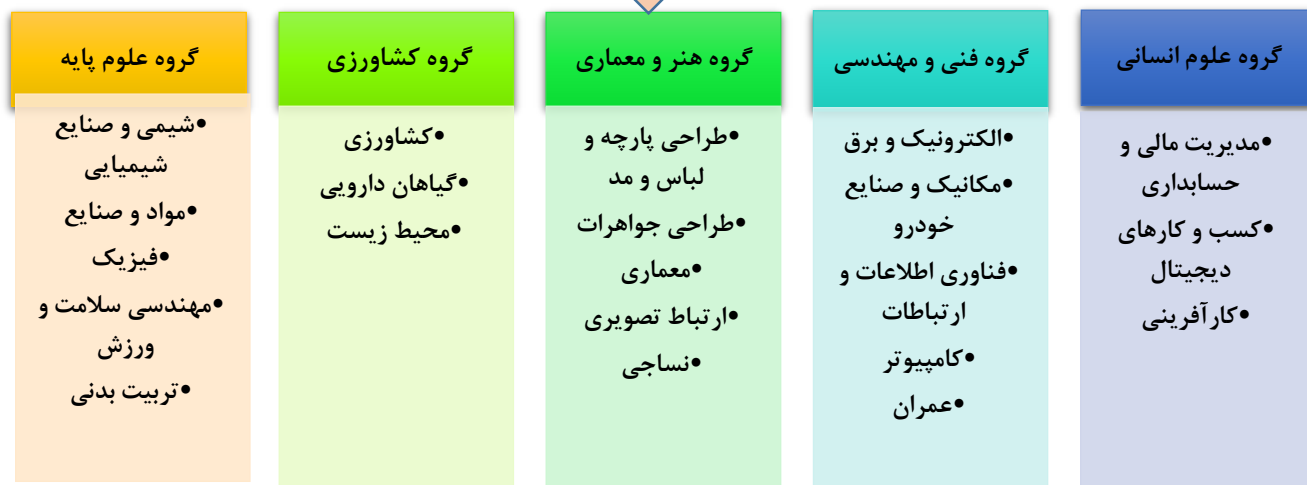 گروه علوم انسانی
•مدیریت مالی و
حسابداری
•کسب و کارهای
دیجیتال
•کارآفرینی
گروه فنی و مهندسی
•الکترونیک و برق
•مکانیک و صنایع
خودرو
•فناوری اطلاعات و
ارتباطات
•کامپیوتر
•عمران
گروه هنر و معماری
•طراحی پارچه و
لباس و مد
•طراحی جواهرات
•معماری
•ارتباط تصویری
•نساجی
گروه کشاورزی
•کشاورزی
•گیاهان دارویی
•محیط زیست
گروه علوم پایه
•شیمی و صنایع
شیمیایی
•مواد و صنایع
•فیزیک
•مهندسی سلامت و
ورزش
•تربیت بدنی